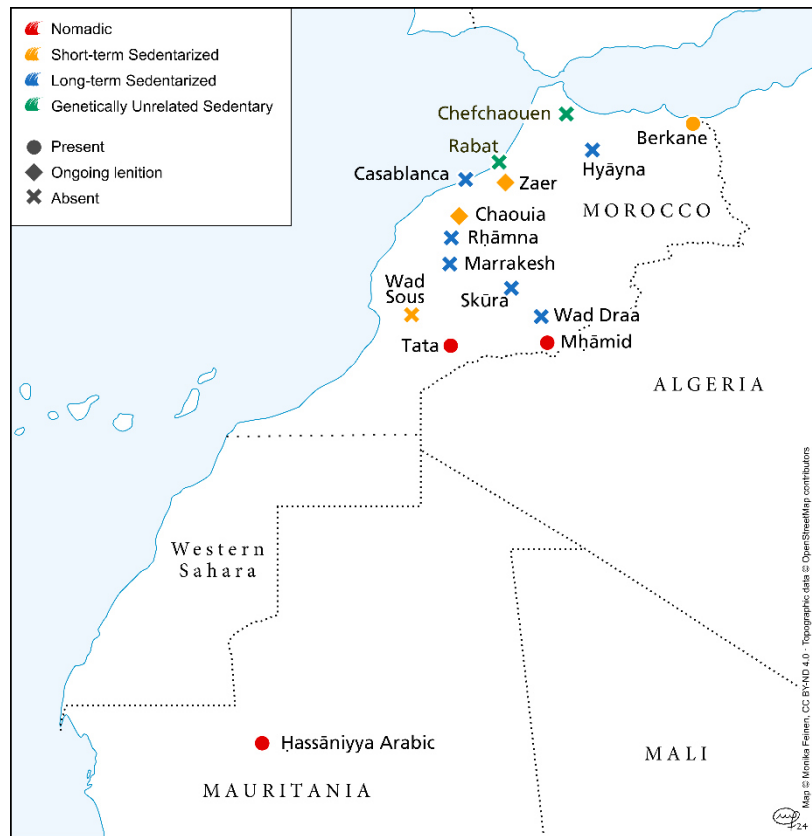 Nomadic
Short-term Sedentarized
Long-term Sedentarized
Genetically Unrelated Sedentary
Present
Ongoing lenition
Absent
Chefchaouen
Berkane
Rabat
Hyāyna
Casablanca
Zaer
MOROCCO
Chaouia
Rḥāmna
Marrakesh
Wad
Sous
Skūra
Wad Draa
Tata
Mḥāmid
ALGERIA
Western
Sahara
Ḥassāniyya Arabic
MALI
MAURITANIA
Map © Monika Feinen, CC BY-ND 4.0 · Topographic data © OpenStreetMap contributors
24